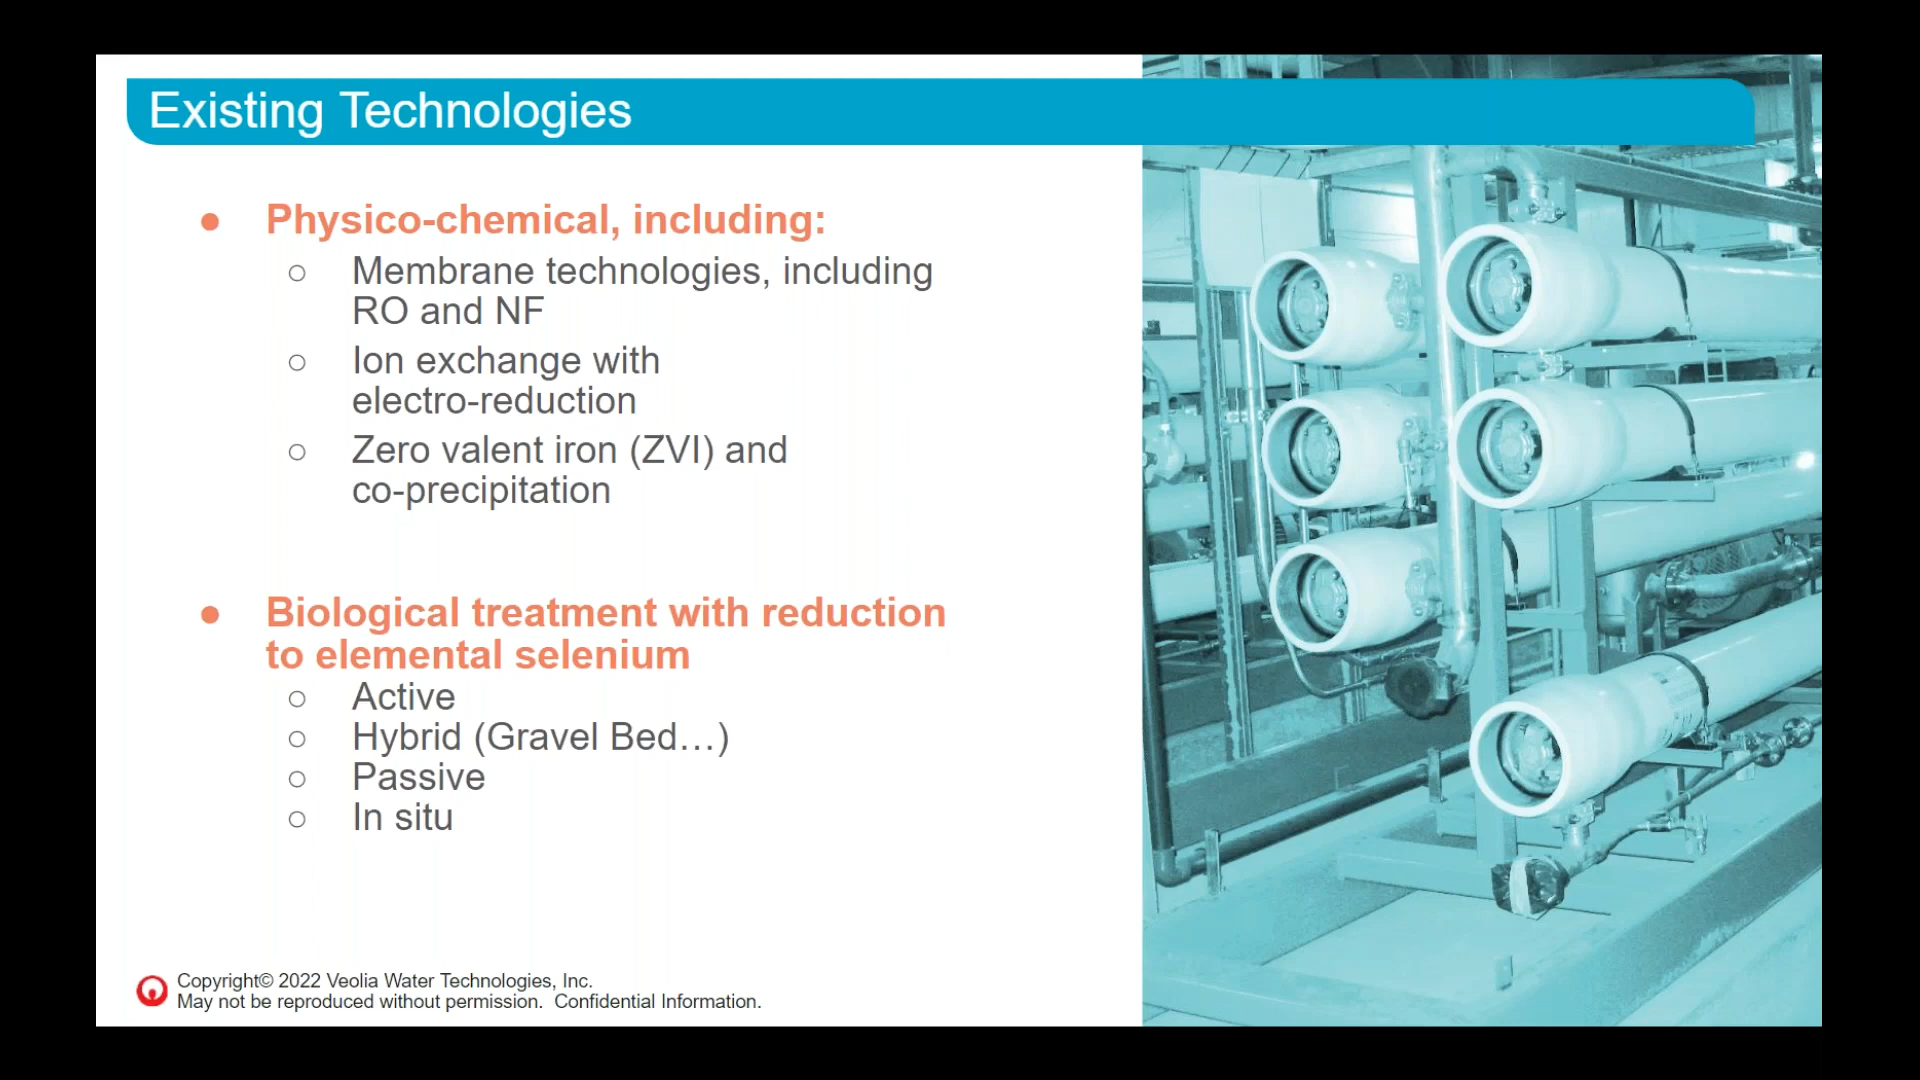 Existing Technologies
● Physico-chemical, including:
○ Membrane technologies, including
RO and NF
○ Ion exchange with
electro-reduction
○ Zero valent iron (ZVI) and
co-precipitation
● Biological treatment with reduction
to elemental selenium
○ Active
○ Hybrid (Gravel Bed…)
○ Passive
○ In situ
Copyright© 2022 Veolia Water Technologies, Inc.
May not be reproduced without permission.  Confidential Information.